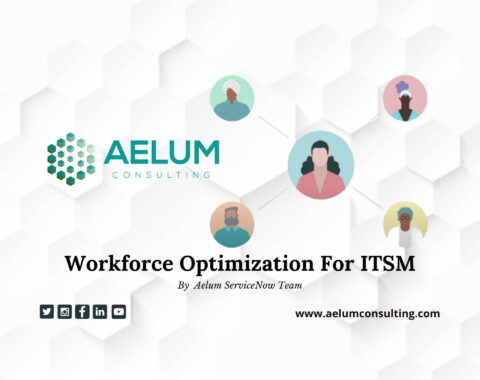 AELUM
CONSULTING
Workforce Optimization For ITSM
By Aelum ServiceNow Team
www.aelumconsulting.com